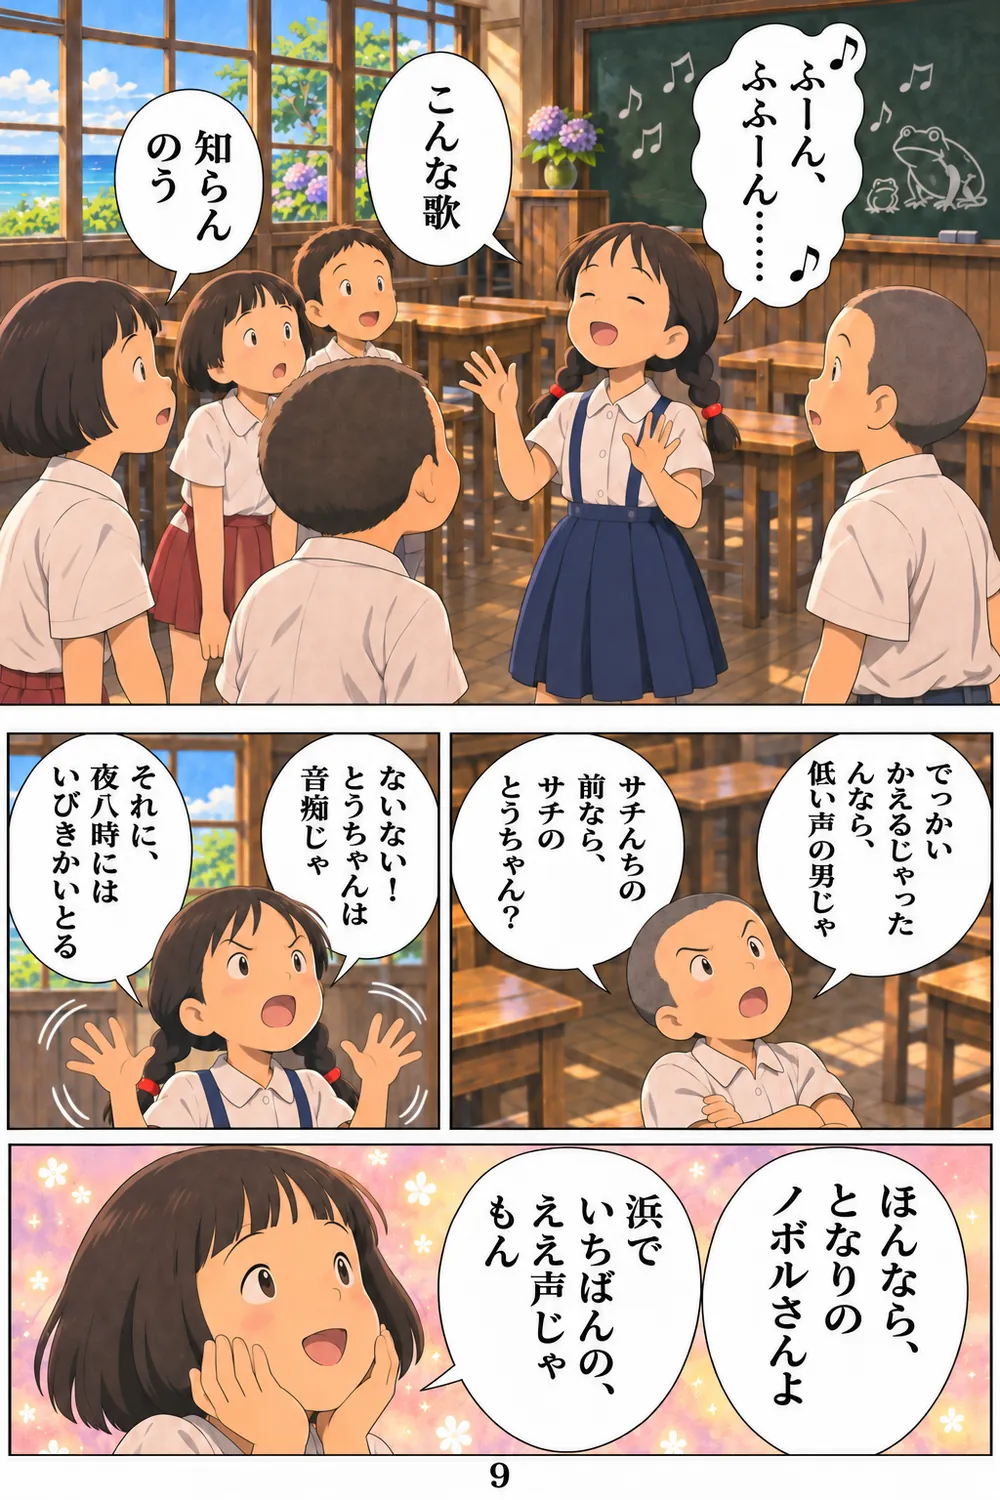 ふーん、
ふふーん……
こんな歌
知らん
のう
でっかい
かえるじゃった
んなら、
低い声の男じゃ
サチんちの
前なら、
サチの
とうちゃん？
ないない！
とうちゃんは
音痴じゃ
それに、
夜八時には
いびきかいとる
ほんなら、
となりの
ノボルさんよ
浜で
いちばんの、
ええ声じゃ
もん
9